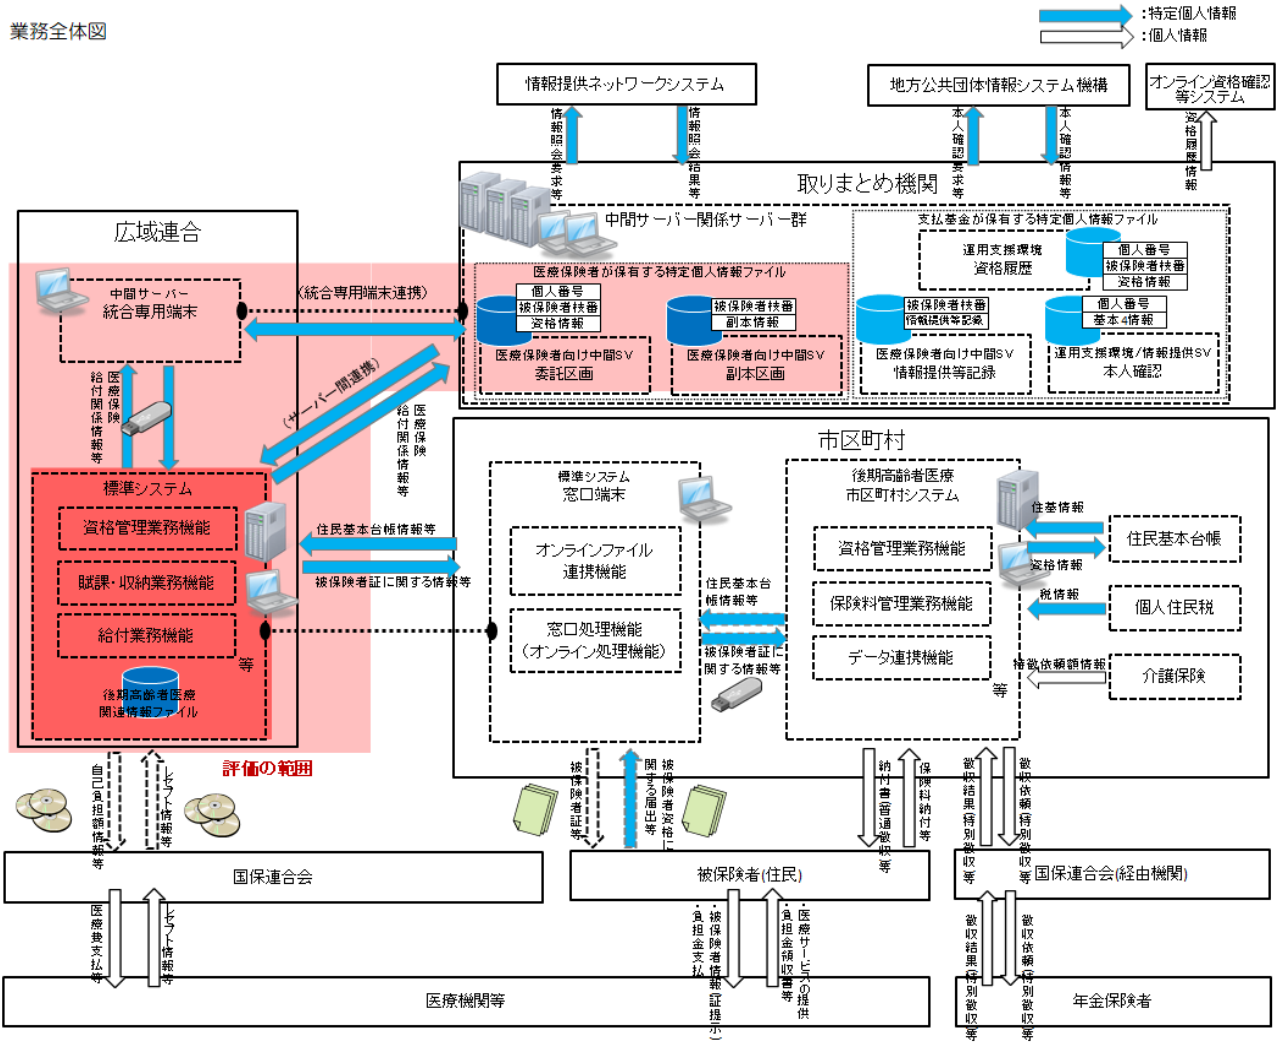 業務全体図
:特定個人情報
:個人情報
情報提供ネットワークシステム
地方公共団体情報システム機構
オンライン資格確認
等システム
情報照会要求等
情報照会結果等
本人確認要求等
本人確認情報等
資格履歴情報
取りまとめ機関
中間サーバー関係サーバー群
支払基金が保有する特定個人情報ファイル
運用支援環境
資格履歴
個人番号
被保険者枝番
資格情報
医療保険者が保有する特定個人情報ファイル
個人番号
被保険者枝番
資格情報
被保険者枝番
副本情報
被保険者枝番
情報提供等記録
個人番号
基本4情報
医療保険者向け中間SV
委託区画
医療保険者向け中間SV
副本区画
医療保険者向け中間SV
情報提供等記録
運用支援環境/情報提供SV
本人確認
広域連合
中間サーバー
統合専用端末
(統合専用端末連携)
(サーバー間連携)
医療保険
給付関係情報等
医療保険
給付関係情報等
標準システム
資格管理業務機能
賦課・収納業務機能
給付業務機能
等
後期高齢者医療
関連情報ファイル
評価の範囲
住民基本台帳情報等
被保険者証に関する情報等
市区町村
標準システム
窓口端末
オンラインファイル
連携機能
窓口処理機能
(オンライン処理機能)
住民基本台
帳情報等
被保険者証に
関する情報等
後期高齢者医療
市区町村システム
資格管理業務機能
保険料管理業務機能
データ連携機能
等
住基情報
資格情報
税情報
特徴依頼額情報
住民基本台帳
個人住民税
介護保険
自己負担額情報等
レセプト情報等
被保険者証等
被保険者資格に
関する届出等
納付書(普通徴収)等
保険料納付等
徴収結果(特別徴収)等
徴収依頼(特別徴収)等
国保連合会
被保険者(住民)
国保連合会(経由機関)
医療費支払等
レセプト情報等
・被保険者情報(証提示)
・負担金支払
・医療サービスの提供
・負担金領収書等
徴収結果(特別徴収)等
徴収依頼(特別徴収)等
医療機関等
年金保険者